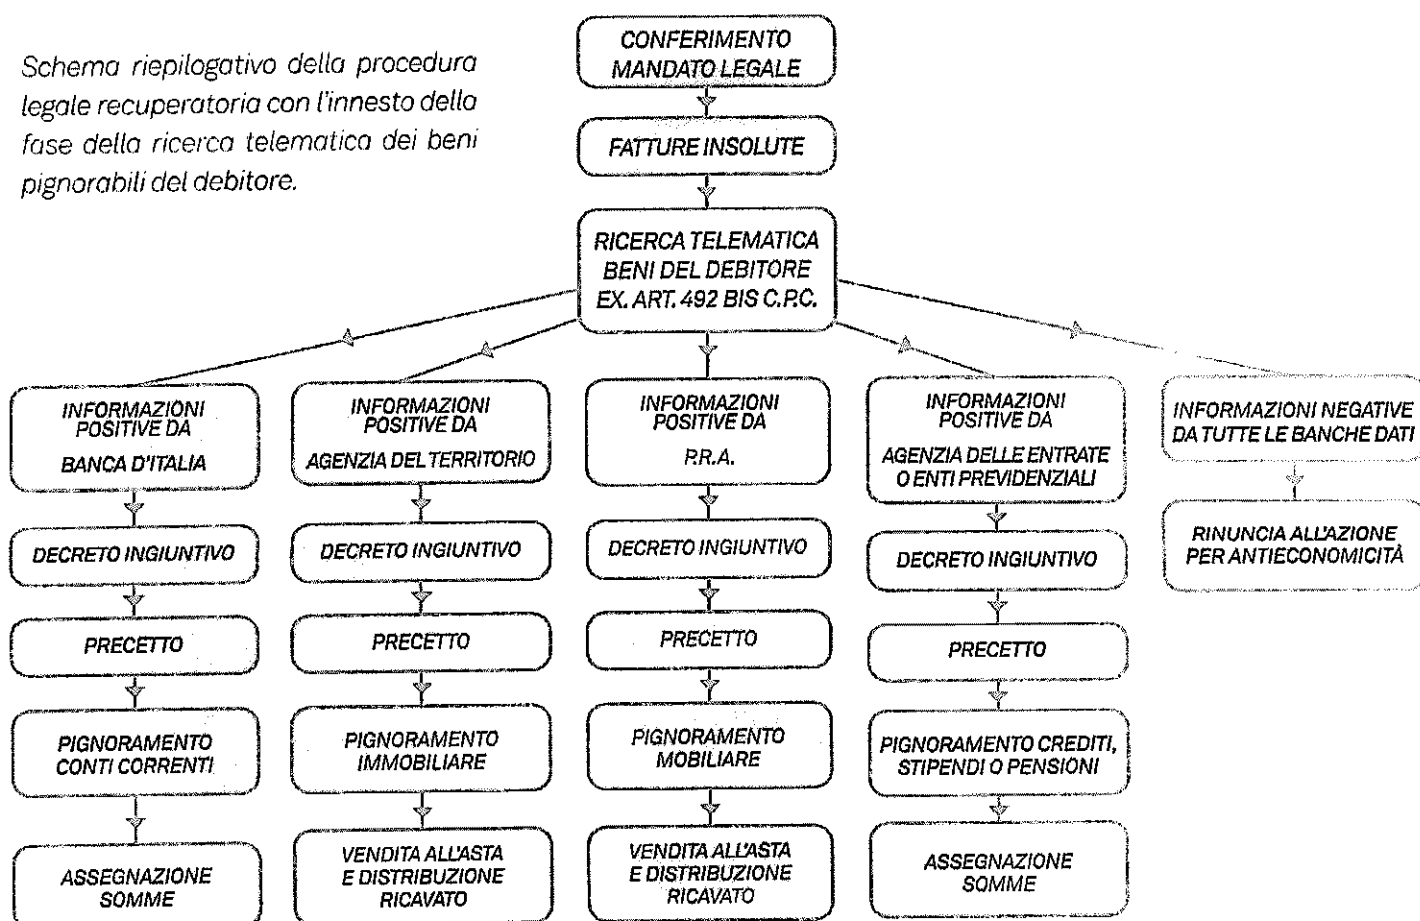 Schema riepilogativo della procedura
legale recuperatoria con l'innesto della
fase della ricerca telematica dei beni
pignorabili del debitore.
CONFERIMENTO
MANDATO LEGALE
FATTURE INSOLUTE
RICERCA TELEMATICA
BENI DEL DEBITORE
EX. ART. 492 BIS C.P.C.
INFORMAZIONI
POSITIVE DA
BANCA D'ITALIA
DECRETO INGIUNTIVO
PRECETTO
PIGNORAMENTO
CONTI CORRENTI
ASSEGNAZIONE
SOMME
INFORMAZIONI
POSITIVE DA
AGENZIA DEL TERRITORIO
DECRETO INGIUNTIVO
PRECETTO
PIGNORAMENTO
IMMOBILIARE
VENDITA ALL'ASTA
E DISTRIBUZIONE
RICAVATO
INFORMAZIONI
POSITIVE DA
P.R.A.
DECRETO INGIUNTIVO
PRECETTO
PIGNORAMENTO
MOBILIARE
VENDITA ALL'ASTA
E DISTRIBUZIONE
RICAVATO
INFORMAZIONI
POSITIVE DA
AGENZIA DELLE ENTRATE
O ENTI PREVIDENZIALI
DECRETO INGIUNTIVO
PRECETTO
PIGNORAMENTO CREDITI,
STIPENDI O PENSIONI
ASSEGNAZIONE
SOMME
INFORMAZIONI NEGATIVE
DA TUTTE LE BANCHE DATI
RINUNCIA ALL'AZIONE
PER ANTIECONOMICITÀ